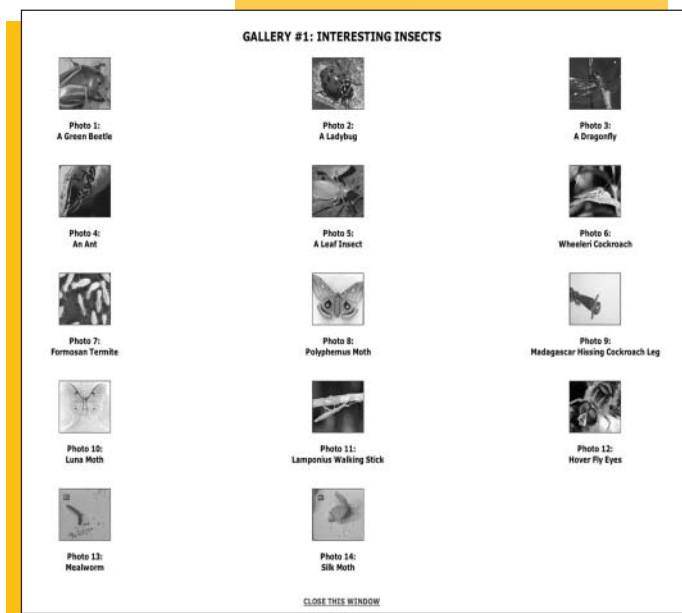 GALLERY #1: INTERESTING INSECTS
Photo 1:
A Green Beetle
Photo 2:
A Ladybug
Photo 3:
A Dragonfly
Photo 4:
An Ant
Photo 5:
A Leaf Insect
Photo 6:
Wheeleri Cockroach
Photo 7:
Formosan Termite
Photo 8:
Polyphemus Moth
Photo 9:
Madagascar Hissing Cockroach Leg
Photo 10:
Luna Moth
Photo 11:
Lamponius Walking Stick
Photo 12:
Hover Fly Eyes
Photo 13:
Mealworm
Photo 14:
Silk Moth
CLOSE THIS WINDOW